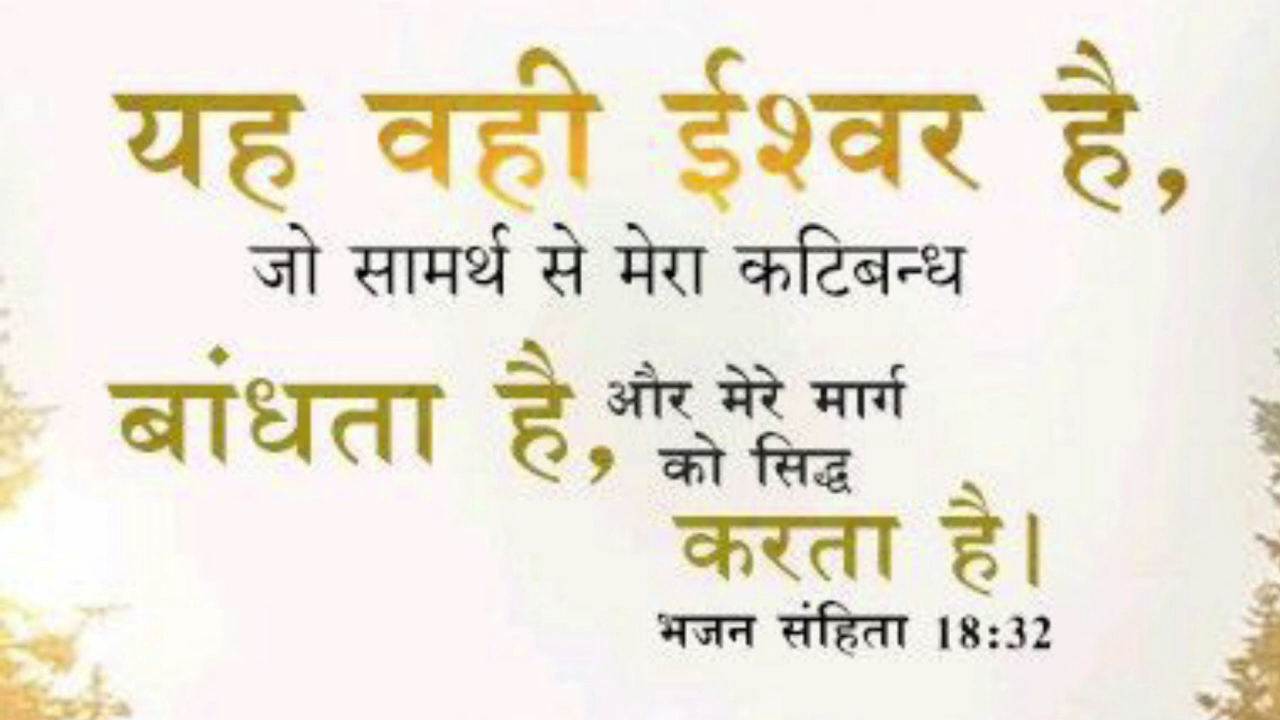 यह वही ईश्वर है,
जो सामर्थ से मेरा कटिबन्ध
बांधता है, और मेरे मार्ग
को सिद्ध
करता है।
भजन संहिता 18:32